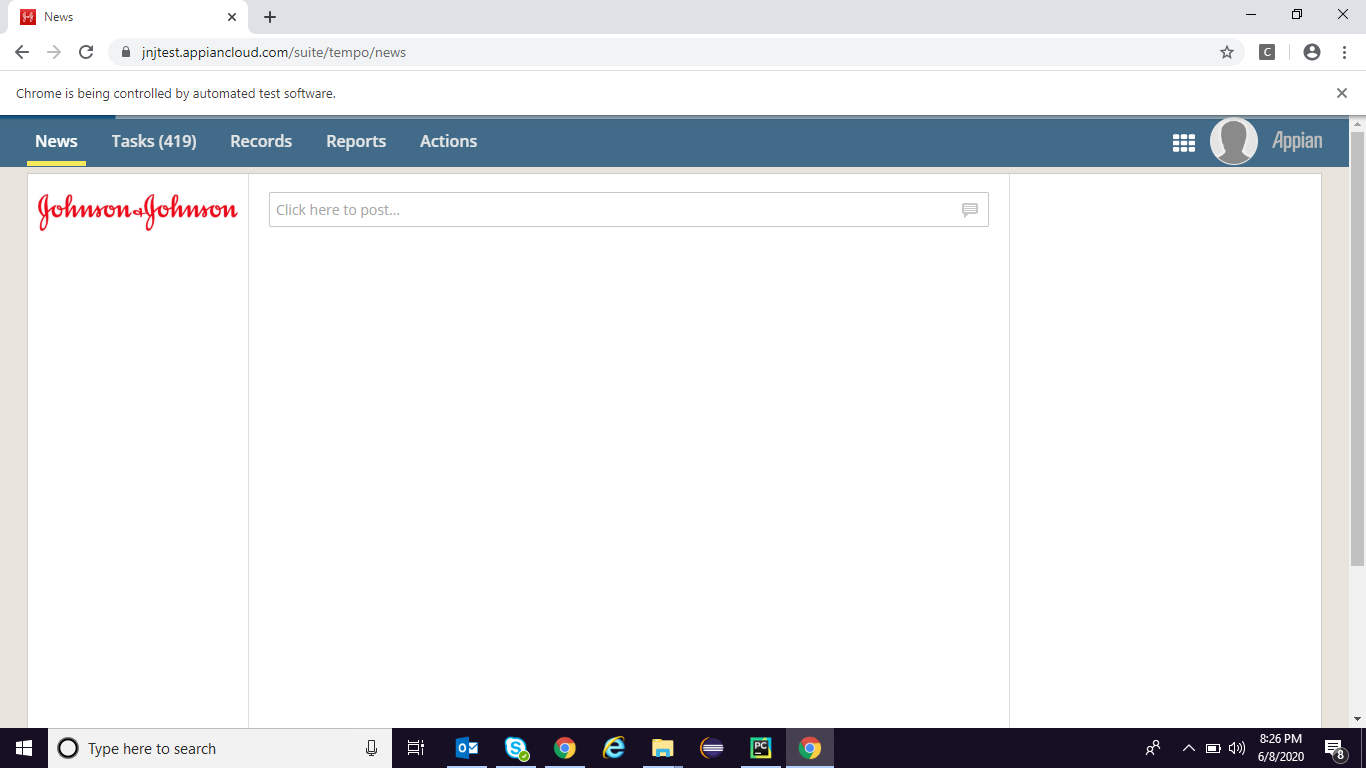 News
jnjtest.appiancloud.com/suite/tempo/news
C
Chrome is being controlled by automated test software.
News Tasks (419) Records Reports Actions Appian
Johnson & Johnson
Click here to post...
Type here to search
PC
8:26 PM
6/8/2020
8